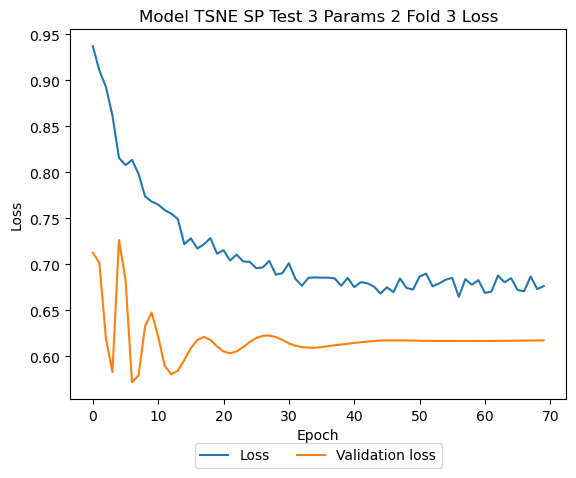 Model TSNE SP Test 3 Params 2 Fold 3 Loss
0.95
0.90
0.85
0.80
0.75
0.70
0.65
0.60
Loss
0 10 20 30 40 50 60 70
Epoch
Loss Validation loss